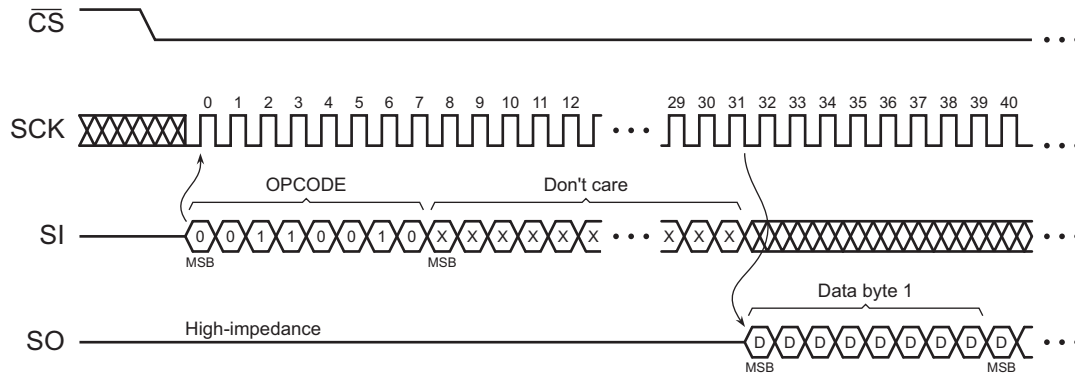 CS
0 1 2 3 4 5 6 7 8 9 10 11 12 29 30 31 32 33 34 35 36 37 38 39 40
SCK
OPCODE Don't care
SI 0 0 1 1 0 0 1 0 X X X X X X X X X
MSB MSB
Data byte 1
High-impedance
SO D D D D D D D D D
MSB MSB